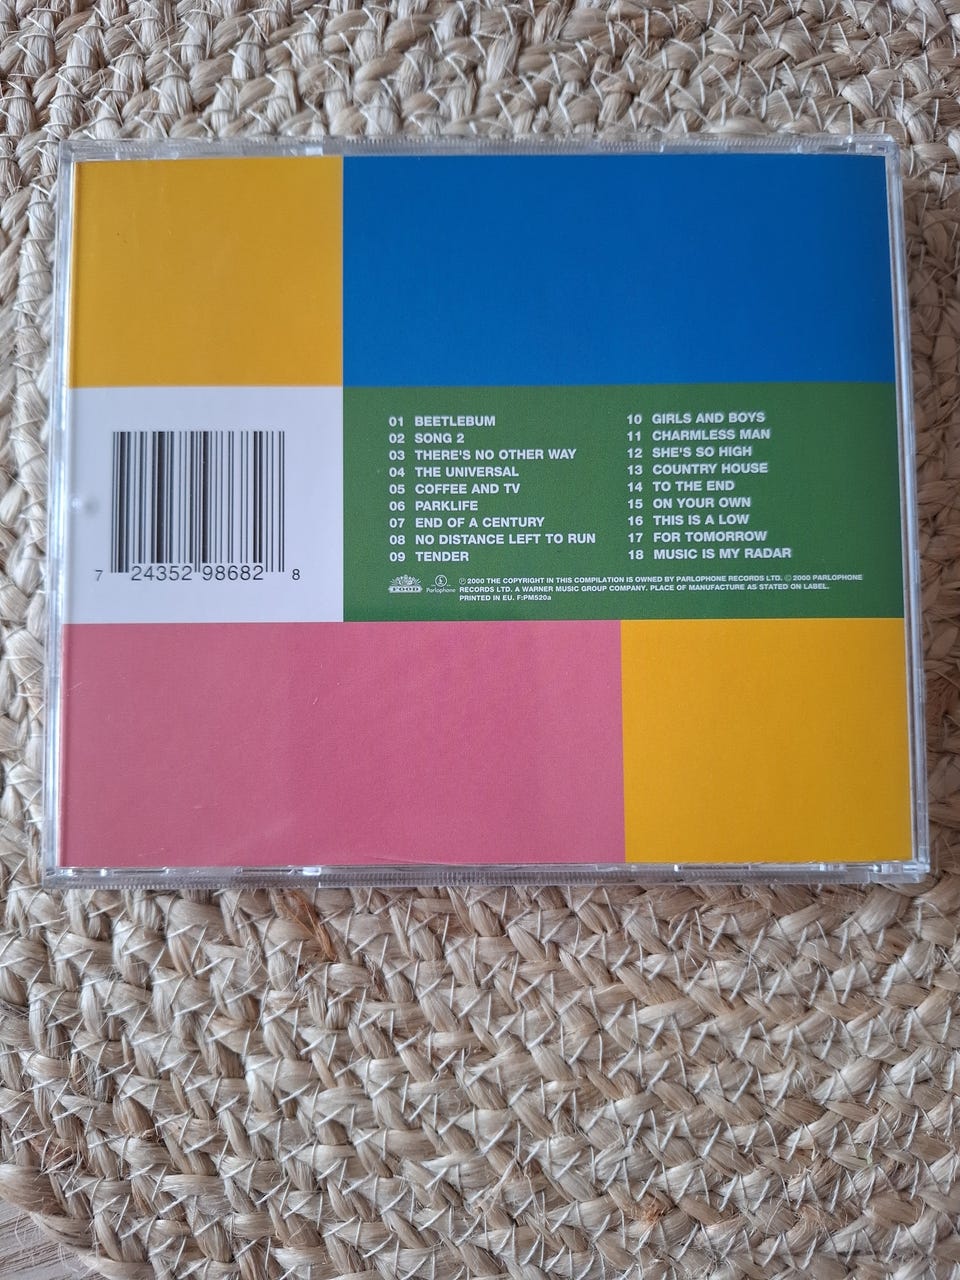 01 BEETLEBUM
02 SONG 2
03 THERE'S NO OTHER WAY
04 THE UNIVERSAL
05 COFFEE AND TV
06 PARKLIFE
07 END OF A CENTURY
08 NO DISTANCE LEFT TO RUN
09 TENDER
10 GIRLS AND BOYS
11 CHARMLESS MAN
12 SHE'S SO HIGH
13 COUNTRY HOUSE
14 TO THE END
15 ON YOUR OWN
16 THIS IS A LOW
17 FOR TOMORROW
18 MUSIC IS MY RADAR
7 24352 98682 8
FOOD
Parlophone
℗ 2000 THE COPYRIGHT IN THIS COMPILATION IS OWNED BY PARLOPHONE RECORDS LTD. © 2000 PARLOPHONE
RECORDS LTD. A WARNER MUSIC GROUP COMPANY. PLACE OF MANUFACTURE AS STATED ON LABEL.
PRINTED IN EU. F:PM520a